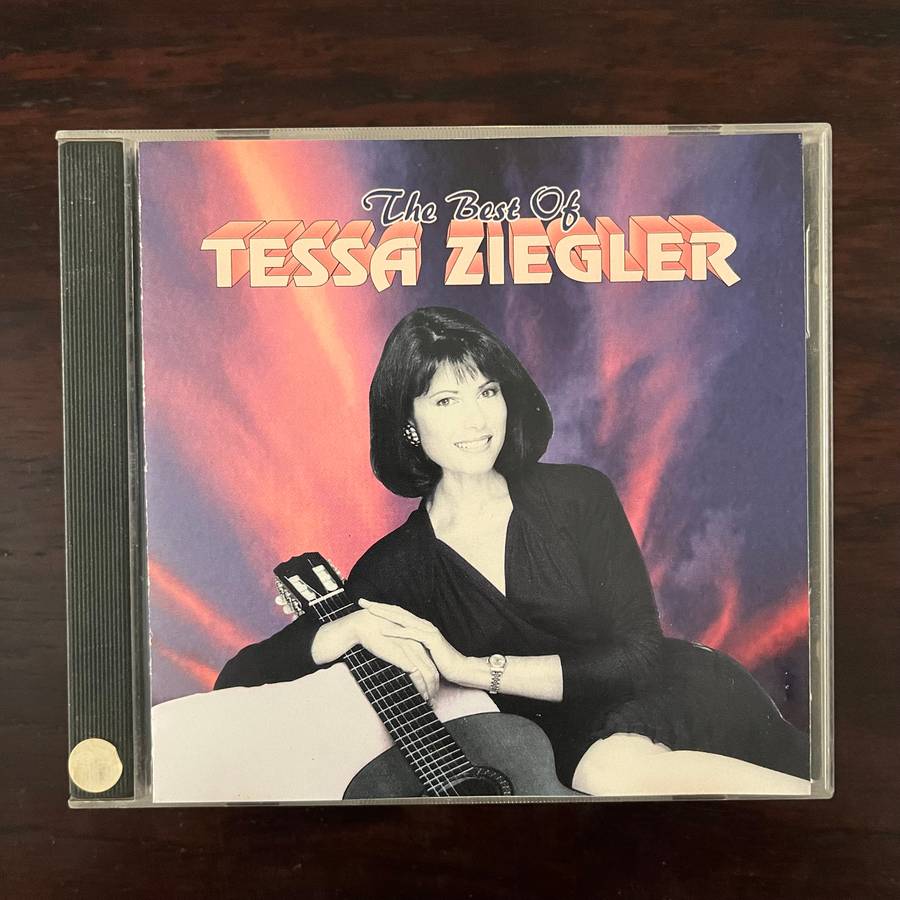 The Best Of
TESSA ZIEGLER